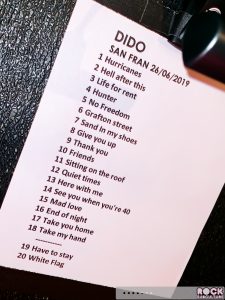 DIDO
SAN FRAN 26/06/2019
1 Hurricanes
2 Hell after this
3 Life for rent
4 Hunter
5 No Freedom
6 Grafton street
7 Sand in my shoes
8 Give you up
9 Thank you
10 Friends
11 Sitting on the roof
12 Quiet times
13 Here with me
14 See you when you're 40
15 Mad love
16 End of night
17 Take you home
18 Take my hand
------------
19 Have to stay
20 White Flag
ROCK